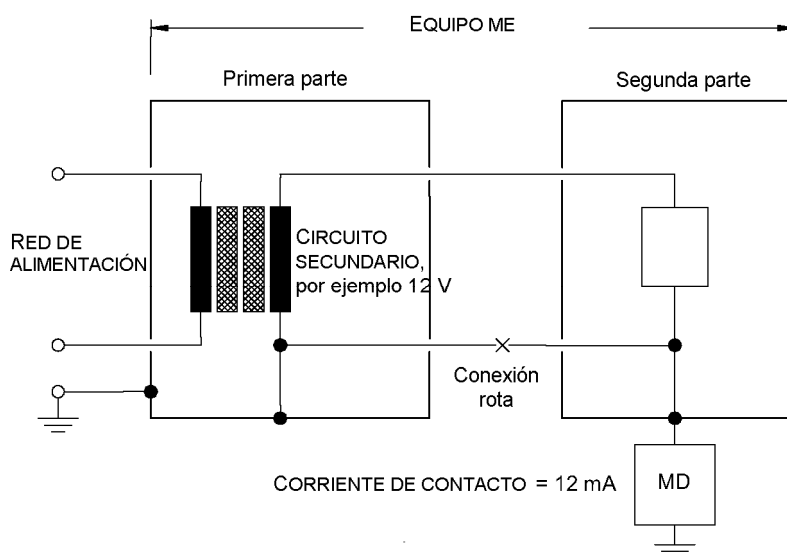 EQUIPO ME
Primera parte
Segunda parte
RED DE
ALIMENTACIÓN
CIRCUITO
SECUNDARIO,
por ejemplo 12 V
Conexión
rota
CORRIENTE DE CONTACTO = 12 mA
MD